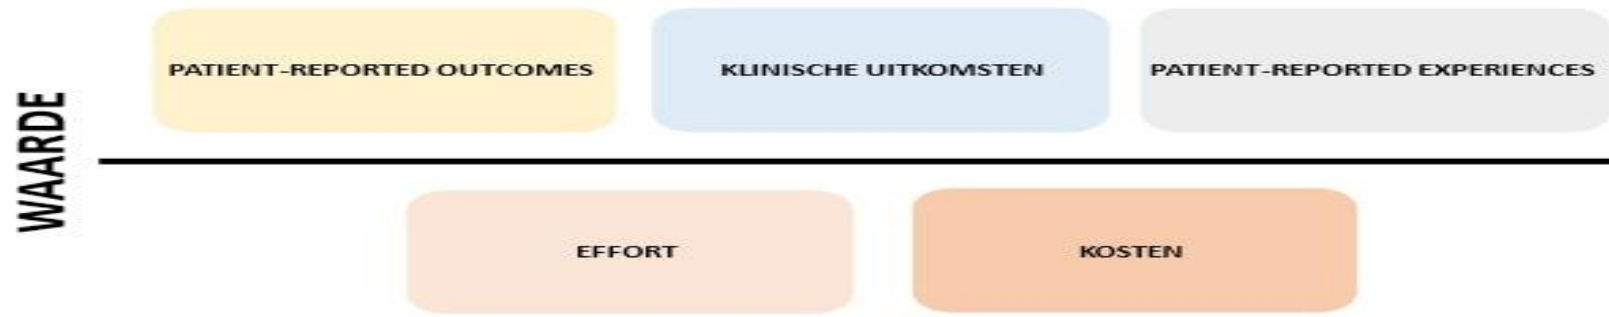 WAARDE
PATIENT-REPORTED OUTCOMES
KLINISCHE UITKOMSTEN
PATIENT-REPORTED EXPERIENCES
EFFORT
KOSTEN